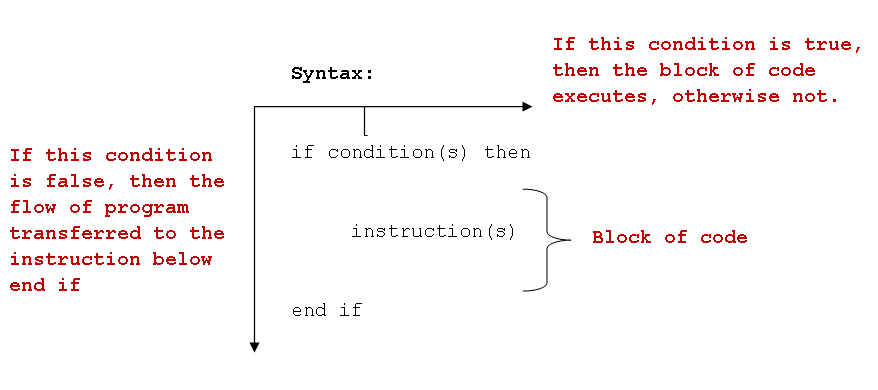 Syntax:
If this condition is true,
then the block of code
executes, otherwise not.
If this condition
is false, then the
flow of program
transferred to the
instruction below
end if
if condition(s) then
instruction(s)
Block of code
end if